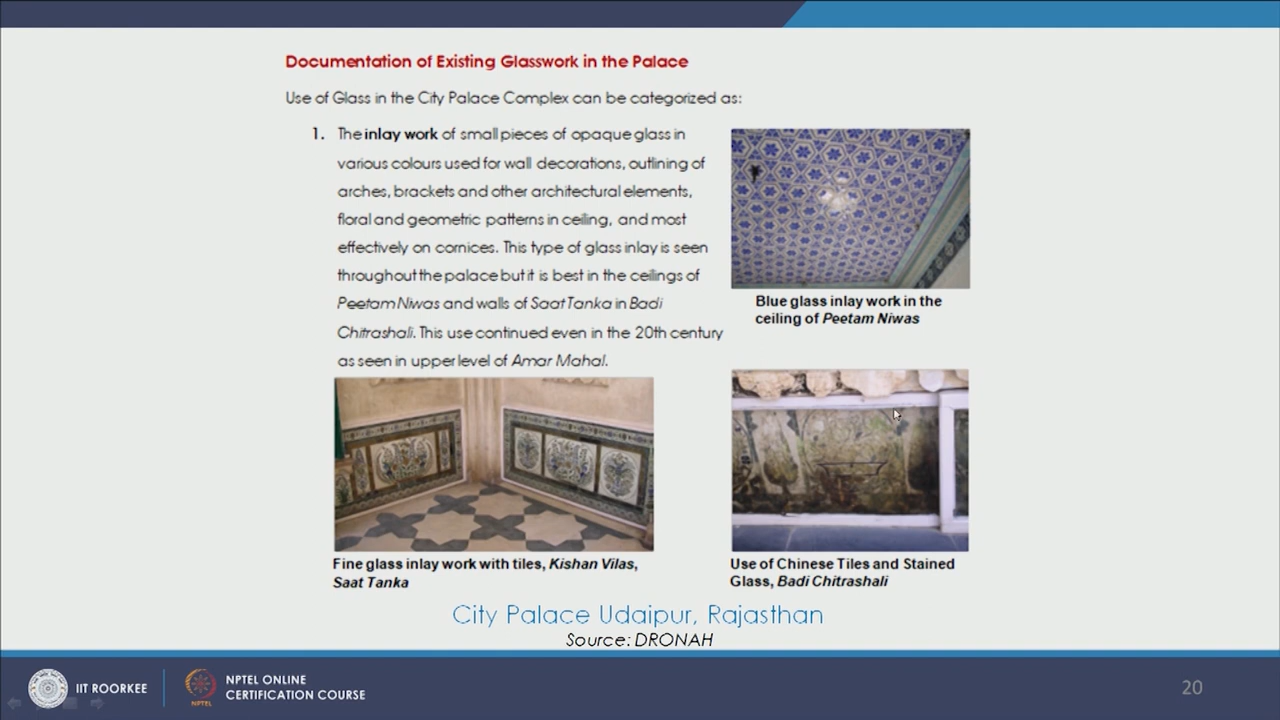 Documentation of Existing Glasswork in the Palace
Use of Glass in the City Palace Complex can be categorized as:
1. The inlay work of small pieces of opaque glass in
various colours used for wall decorations, outlining of
arches, brackets and other architectural elements,
floral and geometric patterns in ceiling, and most
effectively on cornices. This type of glass inlay is seen
throughout the palace but it is best in the ceilings of
Peetam Niwas and walls of Saat Tanka in Badi
Chitrashali. This use continued even in the 20th century
as seen in upper level of Amar Mahal.
Blue glass inlay work in the
ceiling of Peetam Niwas
Fine glass inlay work with tiles, Kishan Vilas,
Saat Tanka
Use of Chinese Tiles and Stained
Glass, Badi Chitrashali
City Palace Udaipur, Rajasthan
Source: DRONAH
IIT ROORKEE
NPTEL
NPTEL ONLINE
CERTIFICATION COURSE
20